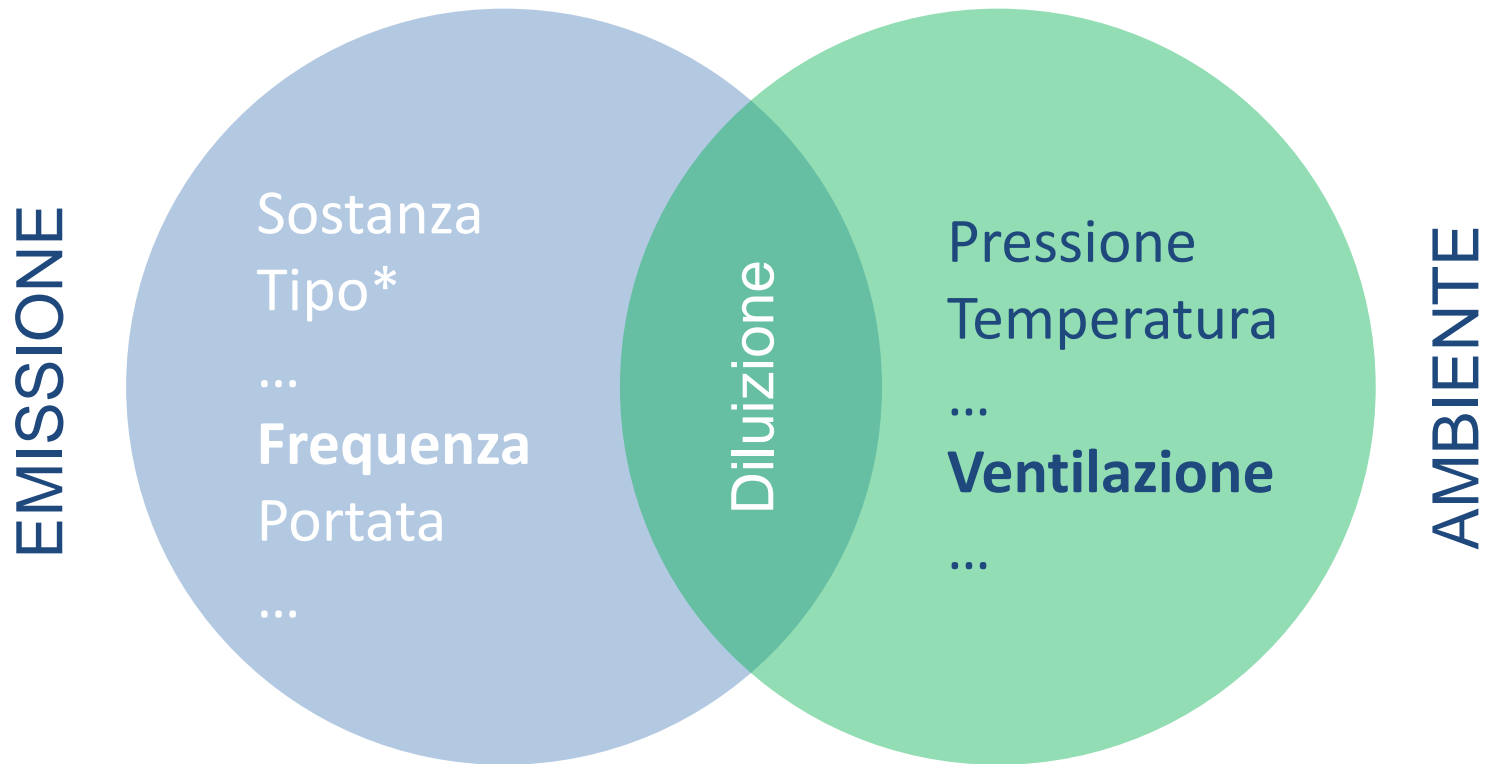 EMISSIONE
Sostanza
Tipo*
...
Frequenza
Portata
...
Diluizione
Pressione
Temperatura
...
Ventilazione
...
AMBIENTE